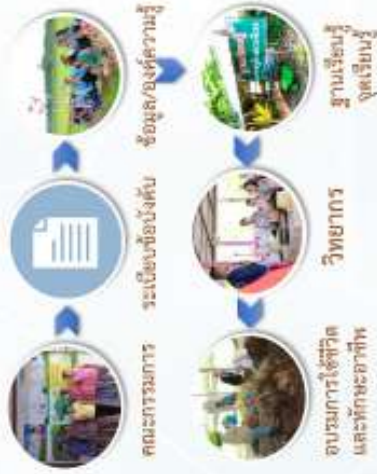 คณะกรรมการ
ระเบียบข้อบังคับ
ข้อมูล/องค์ความรู้
ฐานเรียนรู้
จุดเรียนรู้
วิทยากร
อบรมการใช้ชีวิต
และทักษะอาชีพ